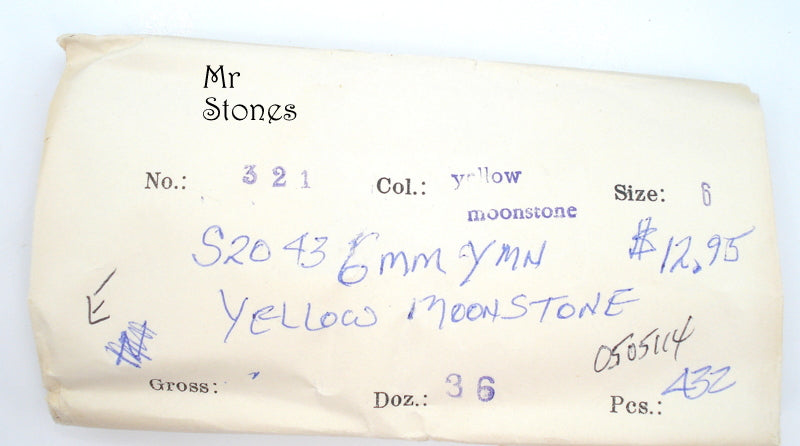 Mr
Stones
No.: 321 Col.: yellow Size: 6
moonstone
S2043 6mm YMN $12.95
YELLOW MOONSTONE
E
0505114
Gross: Doz.: 36 Pcs.: 432